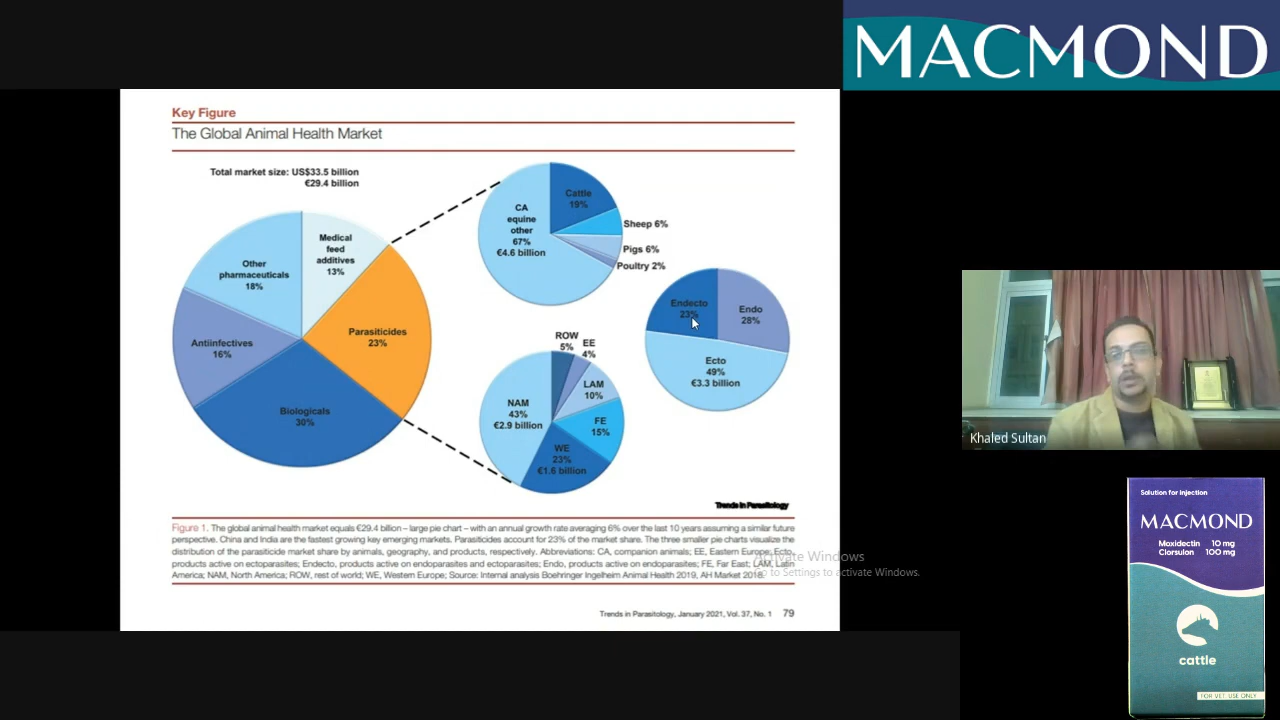 MACMOND
Key Figure
The Global Animal Health Market
Total market size: US$33.5 billion
€29.4 billion
Medical
feed
additives
13%
Other
pharmaceuticals
18%
Parasiticides
23%
Antiinfectives
16%
Biologicals
30%
CA
equine
other
67%
€4.6 billion
Cattle
19%
Sheep 6%
Pigs 6%
Poultry 2%
Endecto
23%
Endo
28%
Ecto
49%
€3.3 billion
ROW
5%
EE
4%
LAM
10%
NAM
43%
€2.9 billion
FE
15%
WE
23%
€1.6 billion
Trends in Parasitology
Figure 1. The global animal health market equals €29.4 billion – large pie chart – with an annual growth rate averaging 6% over the last 10 years assuming a similar future
perspective. China and India are the fastest growing key emerging markets. Parasiticides account for 23% of the market share. The three smaller pie charts visualize the
distribution of the parasiticide market share by animals, geography, and products, respectively. Abbreviations: CA, companion animals; EE, Eastern Europe; Ecto,
products active on ectoparasites; Endecto, products active on endoparasites and ectoparasites; Endo, products active on endoparasites; FE, Far East; LAM, Latin
America; NAM, North America; ROW, rest of world; WE, Western Europe; Source: Internal analysis Boehringer Ingelheim Animal Health 2019, AH Market 2018.
Trends in Parasitology, January 2021, Vol. 37, No. 1 79
Activate Windows
Go to Settings to activate Windows.
Khaled Sultan
Solution for injection
MACMOND
Moxidectin 10 mg
Clorsulon 100 mg
cattle
FOR VET. USE ONLY